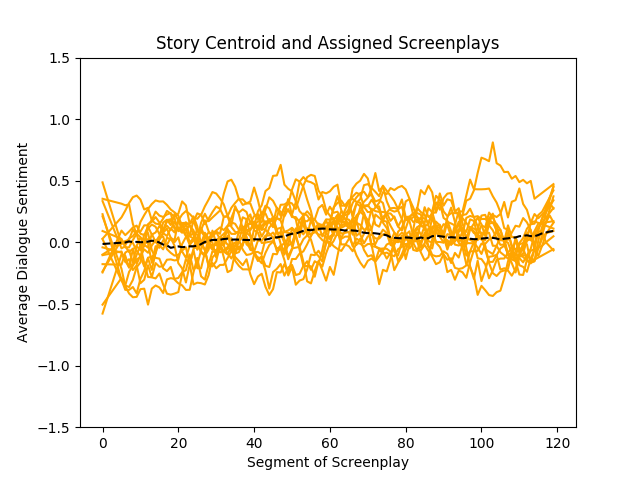 Story Centroid and Assigned Screenplays
1.5
1.0
0.5
0.0
−0.5
−1.0
−1.5
Average Dialogue Sentiment
0 20 40 60 80 100 120
Segment of Screenplay